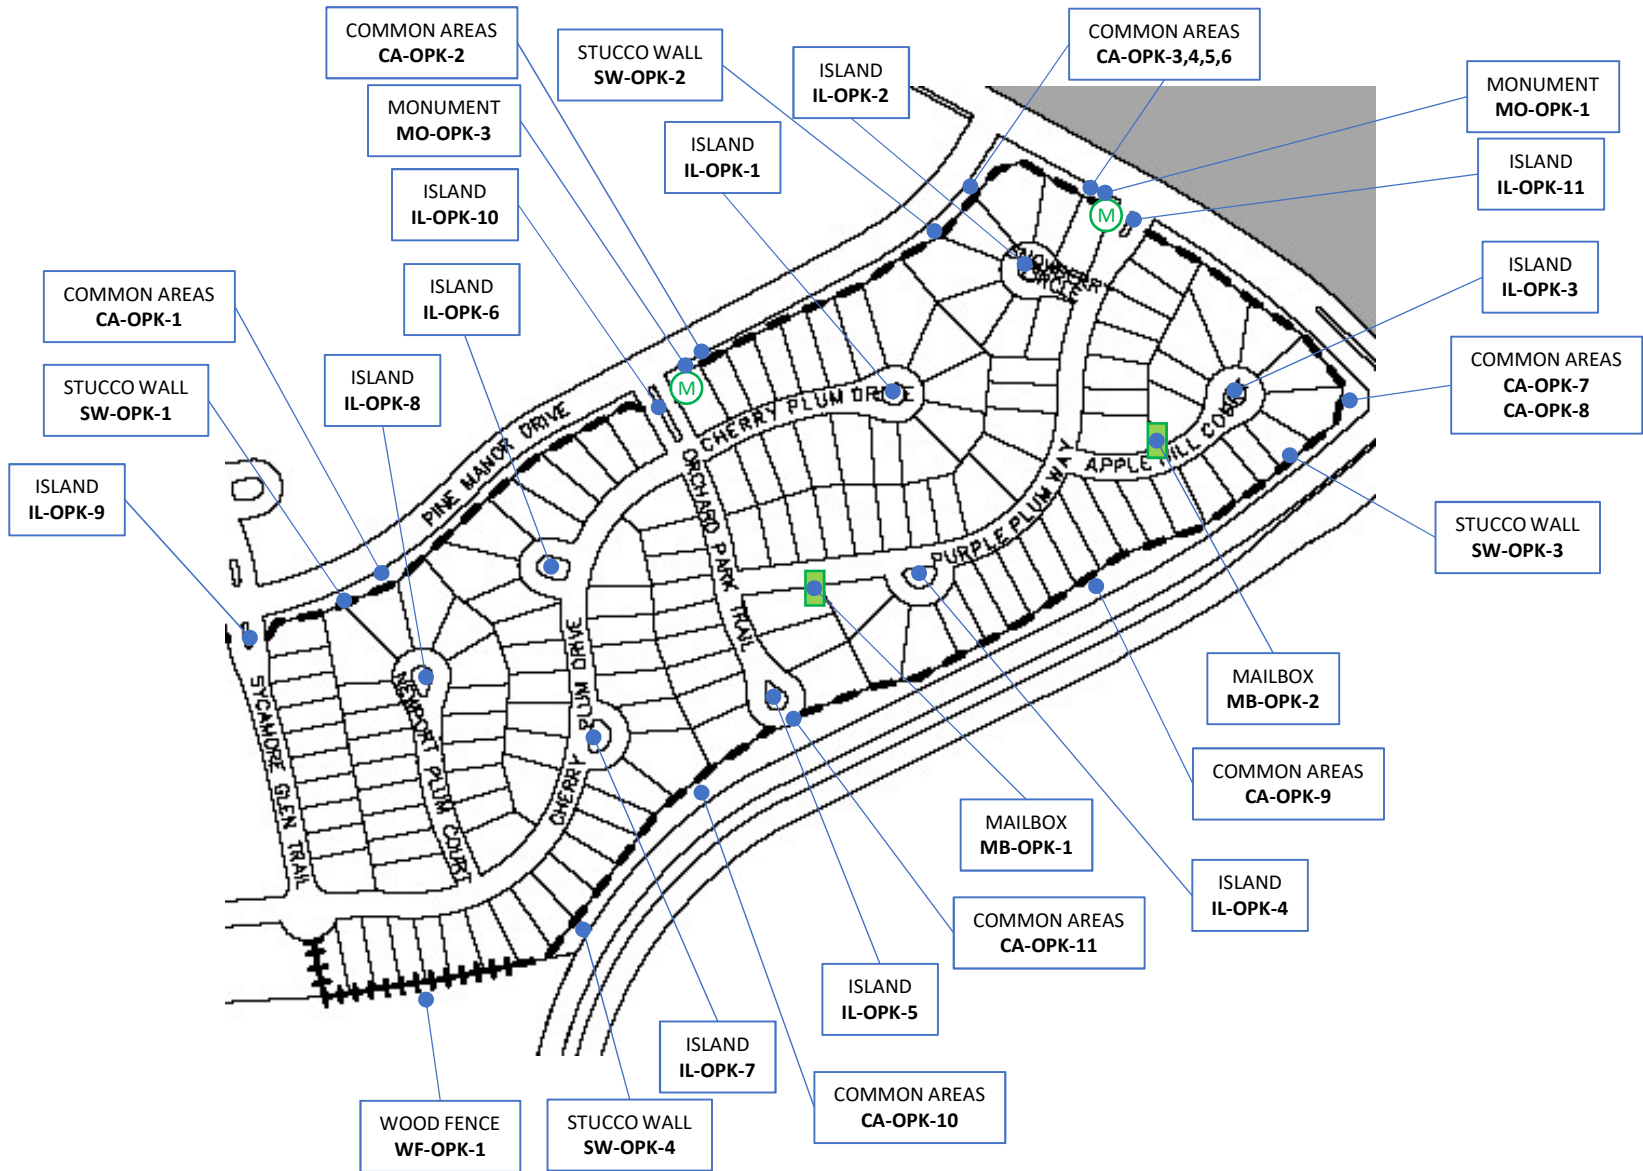 COMMON AREAS
CA-OPK-2
STUCCO WALL
SW-OPK-2
ISLAND
IL-OPK-2
COMMON AREAS
CA-OPK-3,4,5,6
MONUMENT
MO-OPK-1
MONUMENT
MO-OPK-3
ISLAND
IL-OPK-1
ISLAND
IL-OPK-11
ISLAND
IL-OPK-10
M
ISLAND
IL-OPK-3
COMMON AREAS
CA-OPK-1
ISLAND
IL-OPK-6
CIRCLE
COMMON AREAS
CA-OPK-7
CA-OPK-8
STUCCO WALL
SW-OPK-1
ISLAND
IL-OPK-8
M
CHERRY PLUM DRIVE
PINE MANOR DRIVE
ORCHARD PARK TRAIL
APPLE HILL COURT
PURPLE PLUM WAY
ISLAND
IL-OPK-9
STUCCO WALL
SW-OPK-3
MAILBOX
MB-OPK-2
SYCAMORE GLEN TRAIL
NEWPORT PLUM COURT
CHERRY PLUM DRIVE
COMMON AREAS
CA-OPK-9
MAILBOX
MB-OPK-1
ISLAND
IL-OPK-4
COMMON AREAS
CA-OPK-11
ISLAND
IL-OPK-5
ISLAND
IL-OPK-7
COMMON AREAS
CA-OPK-10
WOOD FENCE
WF-OPK-1
STUCCO WALL
SW-OPK-4